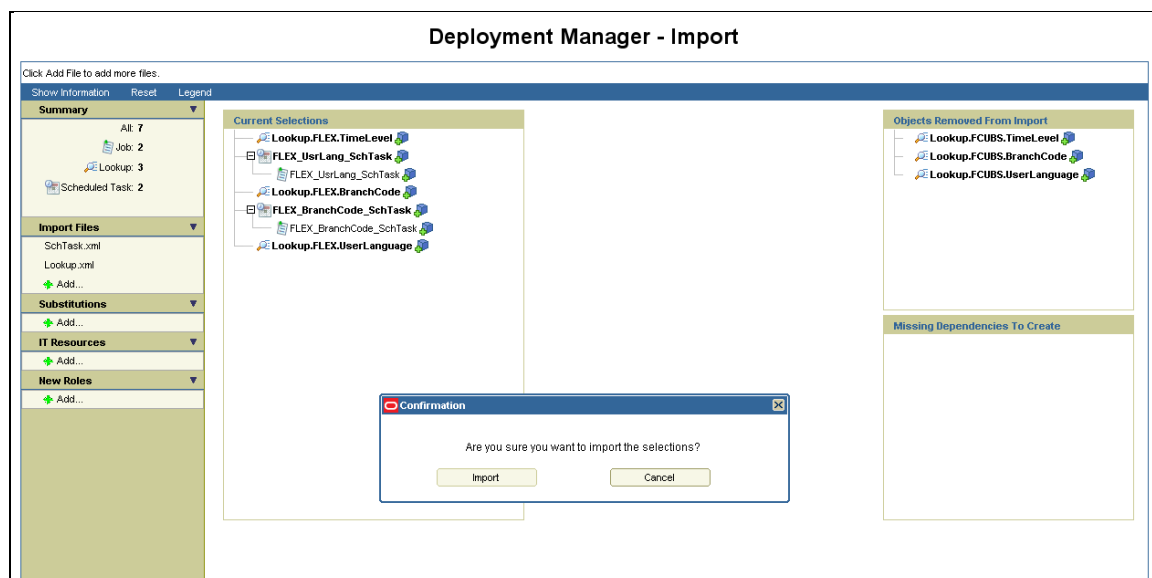 Deployment Manager - Import
Click Add File to add more files.
Show Information Reset Legend
Summary
All: 7
Job: 2
Lookup: 3
Scheduled Task: 2
Import Files
SchTask.xml
Lookup.xml
Add...
Substitutions
Add...
IT Resources
Add...
New Roles
Add...
Current Selections
Lookup.FLEX.TimeLevel
FLEX_UsrLang_SchTask
FLEX_UsrLang_SchTask
Lookup.FLEX.BranchCode
FLEX_BranchCode_SchTask
FLEX_BranchCode_SchTask
Lookup.FLEX.UserLanguage
Objects Removed From Import
Lookup.FCUBS.TimeLevel
Lookup.FCUBS.BranchCode
Lookup.FCUBS.UserLanguage
Missing Dependencies To Create
Confirmation
Are you sure you want to import the selections?
Import Cancel